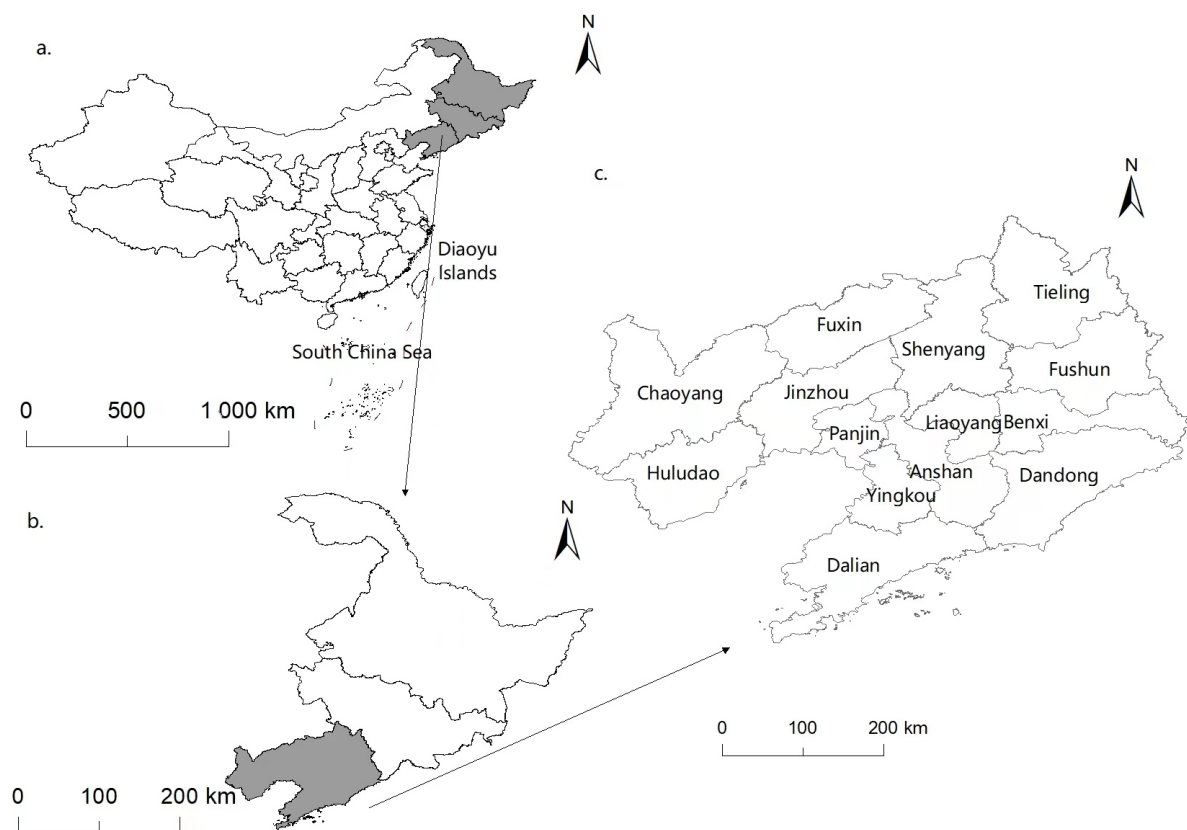 a.
N
Diaoyu
Islands
South China Sea
0 500 1 000 km
b.
N
0 100 200 km
c.
N
Tieling
Fuxin
Shenyang
Fushun
Chaoyang
Jinzhou
Liaoyang
Benxi
Panjin
Huludao
Anshan
Dandong
Yingkou
Dalian
0 100 200 km